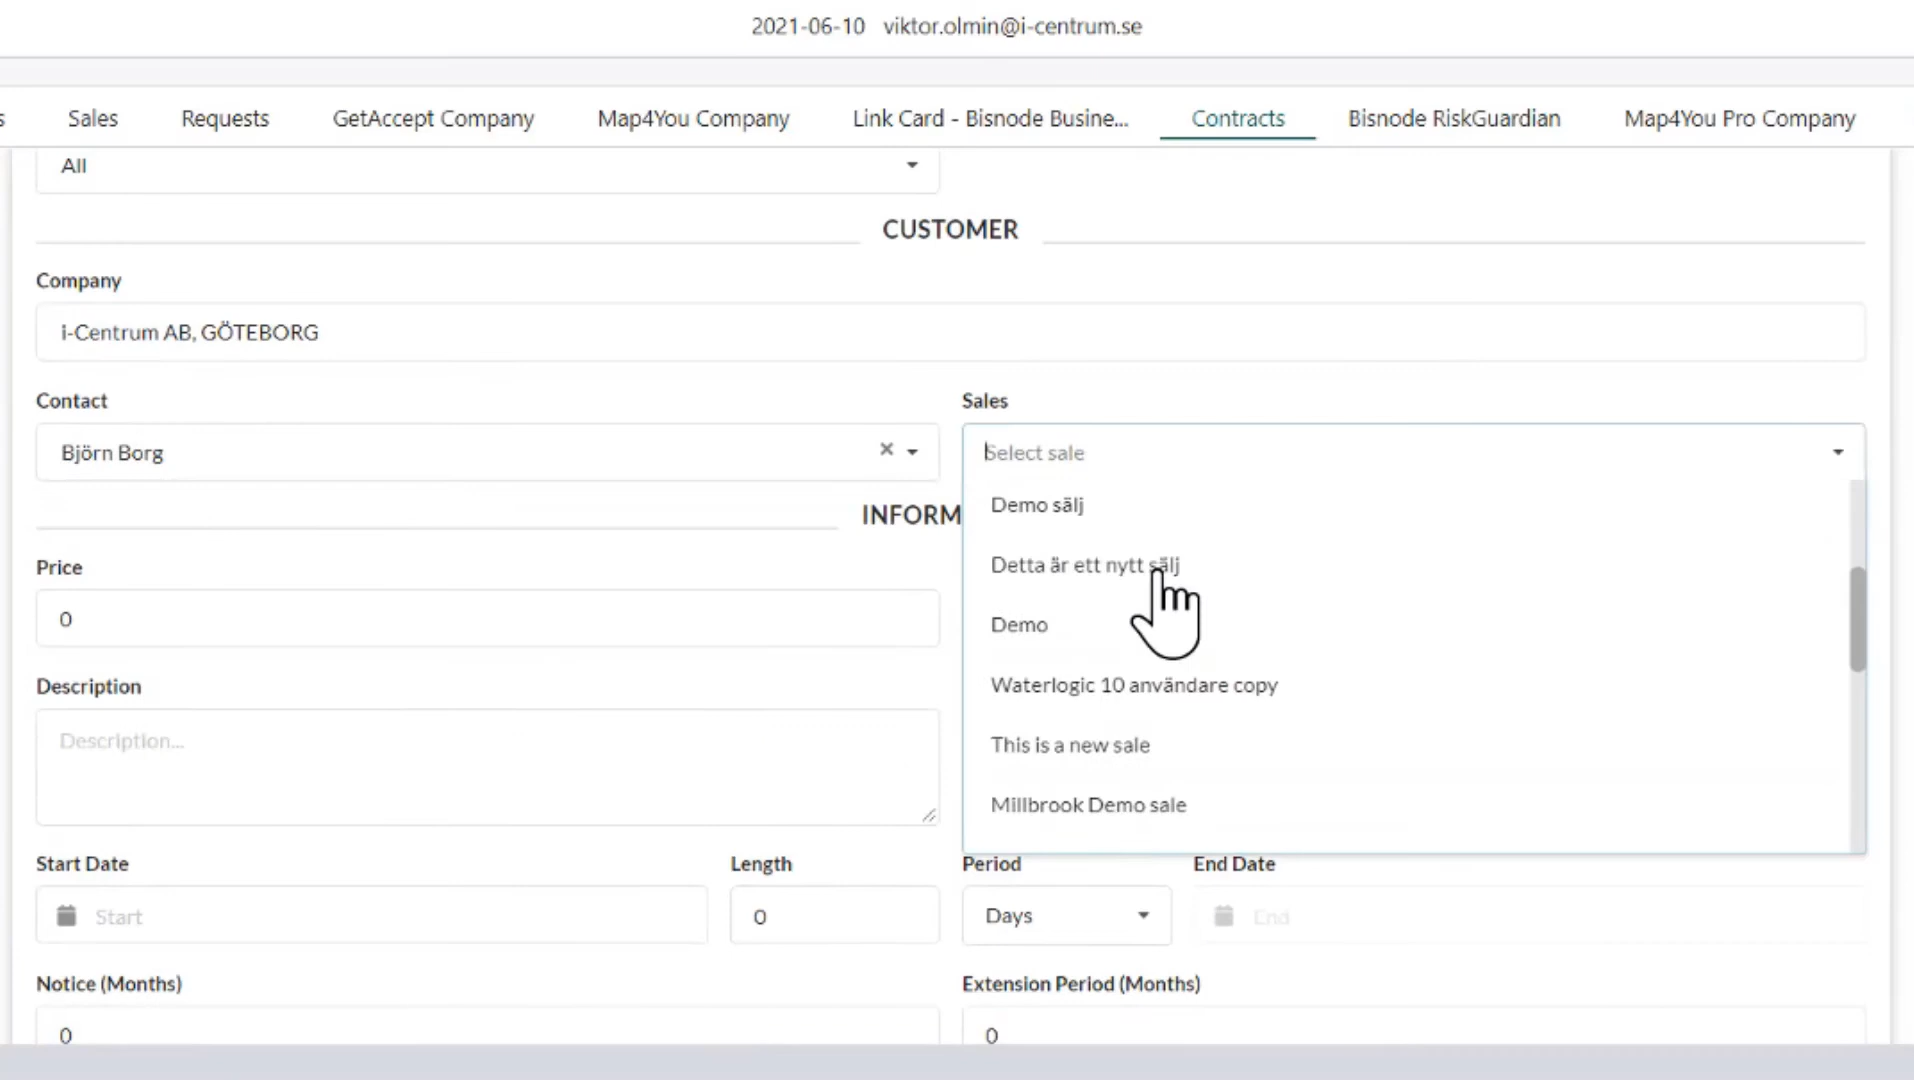 2021-06-10 viktor.olmin@i-centrum.se
s Sales Requests GetAccept Company Map4You Company Link Card - Bisnode Busine... Contracts Bisnode RiskGuardian Map4You Pro Company
All
CUSTOMER
Company
i-Centrum AB, GÖTEBORG
Contact Sales
Björn Borg Select sale
Demo sälj
INFORM
Detta är ett nytt sälj
Price
0
Demo
Description
Waterlogic 10 användare copy
Description...
This is a new sale
Millbrook Demo sale
Start Date Length Period End Date
Start 0 Days End
Notice (Months) Extension Period (Months)
0 0